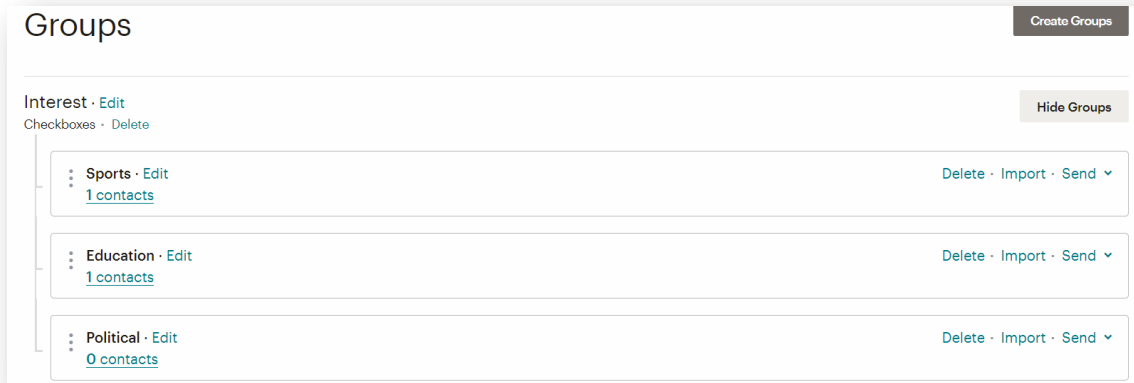 Groups
Create Groups
Interest · Edit
Hide Groups
Checkboxes · Delete
Sports · Edit
Delete · Import · Send
1 contacts
Education · Edit
Delete · Import · Send
1 contacts
Political · Edit
Delete · Import · Send
0 contacts